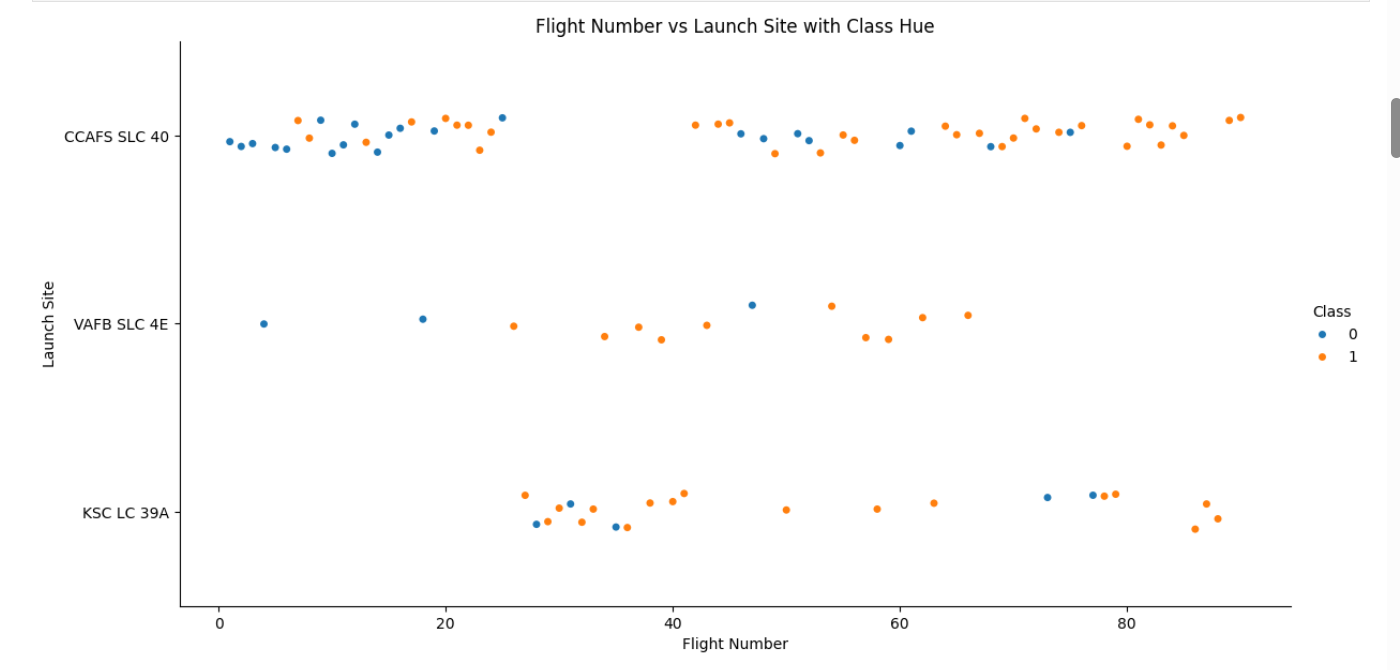 Flight Number vs Launch Site with Class Hue
Launch Site
CCAFS SLC 40
VAFB SLC 4E
KSC LC 39A
0 20 40 60 80
Flight Number
Class
0
1